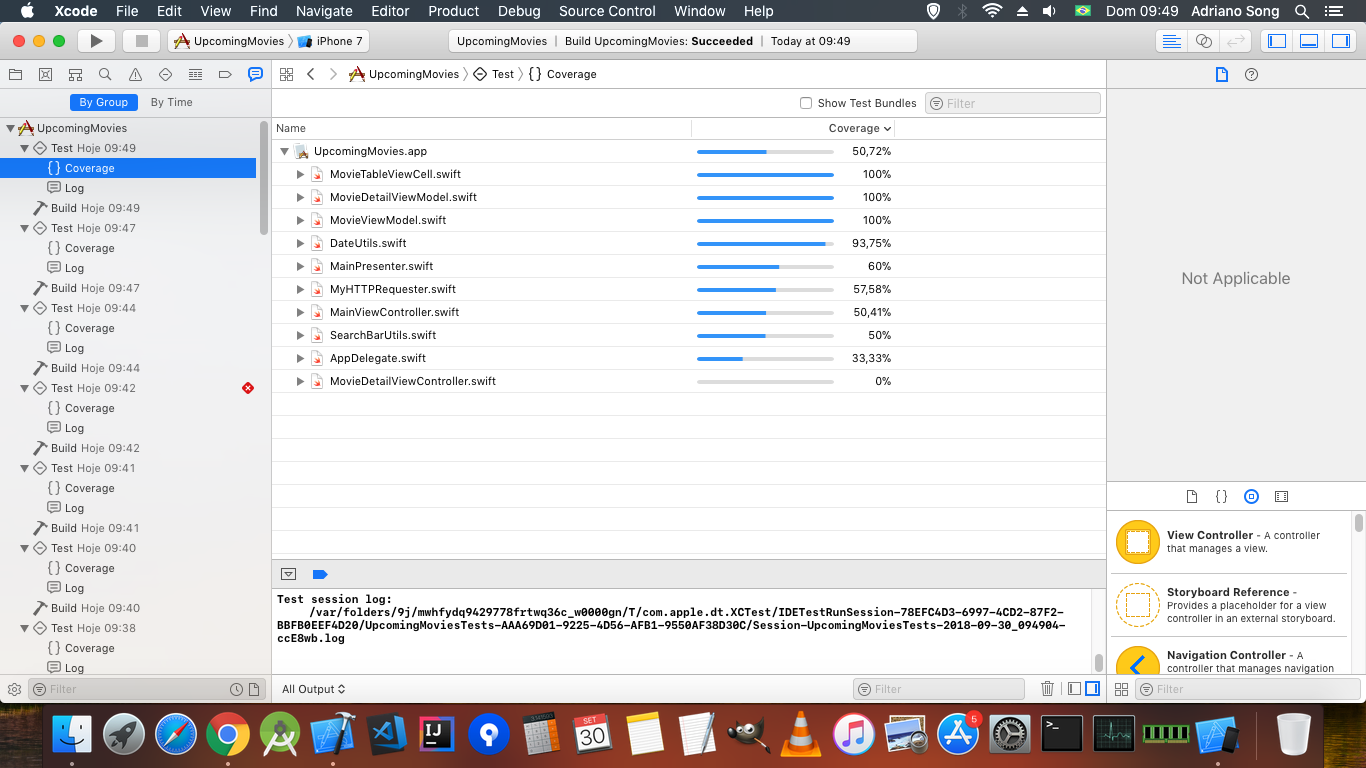 Xcode File Edit View Find Navigate Editor Product Debug Source Control Window Help Dom 09:49 Adriano Song
UpcomingMovies iPhone 7 UpcomingMovies | Build UpcomingMovies: Succeeded | Today at 09:49
UpcomingMovies Test {} Coverage
By Group By Time
Show Test Bundles Filter
Name Coverage
UpcomingMovies
Test Hoje 09:49
{} Coverage
Log
Build Hoje 09:49
Test Hoje 09:47
{} Coverage
Log
Build Hoje 09:47
Test Hoje 09:44
{} Coverage
Log
Build Hoje 09:44
Test Hoje 09:42
{} Coverage
Log
Build Hoje 09:42
Test Hoje 09:41
{} Coverage
Log
Build Hoje 09:41
Test Hoje 09:40
{} Coverage
Log
Build Hoje 09:40
Test Hoje 09:38
{} Coverage
Log
Filter
UpcomingMovies.app 50,72%
MovieTableViewCell.swift 100%
MovieDetailViewModel.swift 100%
MovieViewModel.swift 100%
DateUtils.swift 93,75%
MainPresenter.swift 60%
MyHTTPRequester.swift 57,58%
MainViewController.swift 50,41%
SearchBarUtils.swift 50%
AppDelegate.swift 33,33%
MovieDetailViewController.swift 0%
Test session log:
/var/folders/9j/mwhfydq9429778frtwq36c_w0000gn/T/com.apple.dt.XCTest/IDETestRunSession-78EFC4D3-6997-4CD2-87F2-
BBFB0EEF4D20/UpcomingMoviesTests-AAA69D01-9225-4D56-AFB1-9550AF38D30C/Session-UpcomingMoviesTests-2018-09-30_094904-
ccE8wb.log
All Output Filter
Not Applicable
{}
View Controller - A controller
that manages a view.
Storyboard Reference -
Provides a placeholder for a view
controller in an external storyboard.
Navigation Controller - A
controller that manages navigation
Filter
IJ
SET
30
5
>_